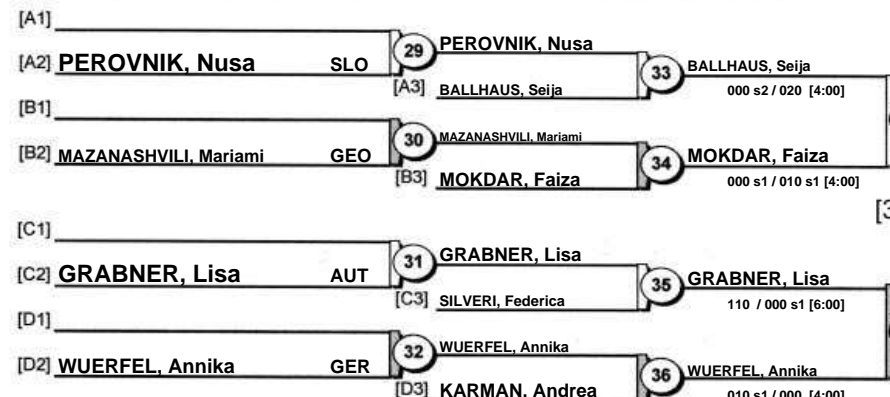 [A1]
29 PEROVNIK, Nusa
[A2] PEROVNIK, Nusa SLO
33 BALLHAUS, Seija
[A3] BALLHAUS, Seija
000 s2 / 020 [4:00]
[B1]
30 MAZANASHVILI, Mariami
[B2] MAZANASHVILI, Mariami GEO
34 MOKDAR, Faiza
[B3] MOKDAR, Faiza
000 s1 / 010 s1 [4:00]
[3
[C1]
31 GRABNER, Lisa
[C2] GRABNER, Lisa AUT
35 GRABNER, Lisa
[C3] SILVERI, Federica
110 / 000 s1 [6:00]
[D1]
32 WUERFEL, Annika
[D2] WUERFEL, Annika GER
36 WUERFEL, Annika
[D3] KARMAN, Andrea
010 s1 / 000 [4:00]